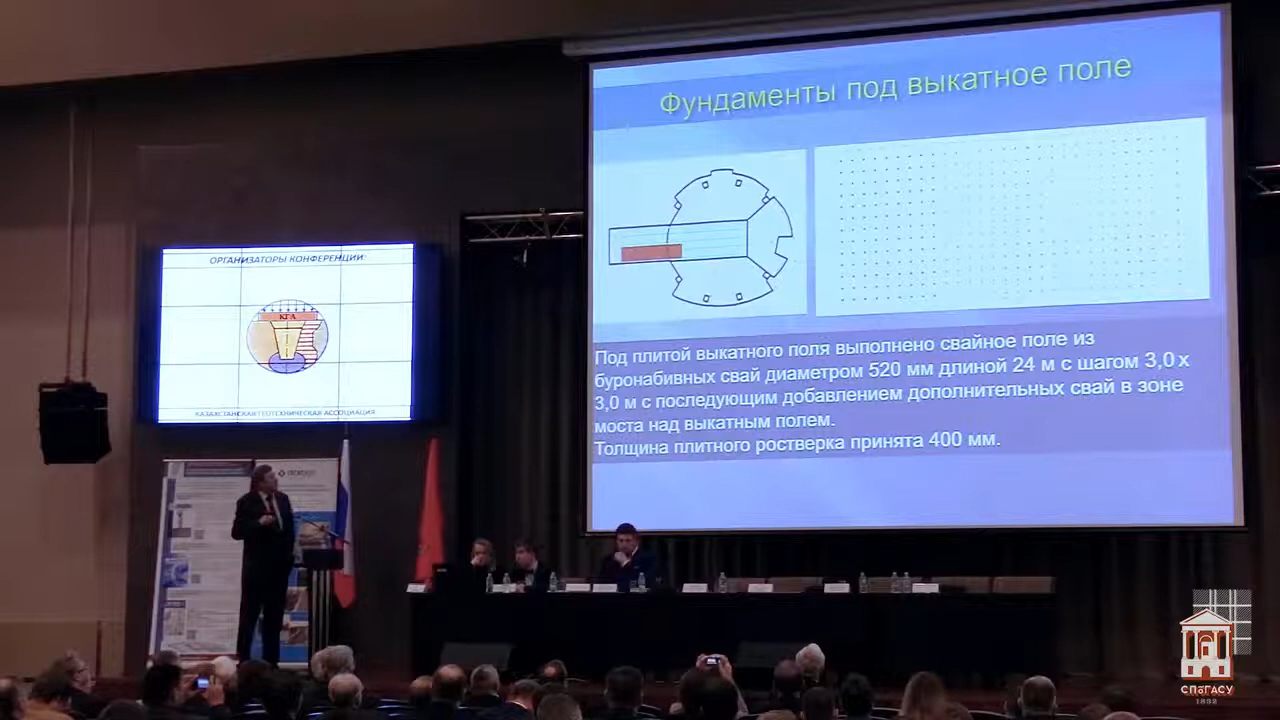 Фундаменты под выкатное поле
ОРГАНИЗАТОРЫ КОНФЕРЕНЦИИ:
КГА
КАЗАХСТАНСКАЯ ГЕОТЕХНИЧЕСКАЯ АССОЦИАЦИЯ
Под плитой выкатного поля выполнено свайное поле из
буронабивных свай диаметром 520 мм длиной 24 м с шагом 3,0 х
3,0 м с последующим добавлением дополнительных свай в зоне
моста над выкатным полем.
Толщина плитного ростверка принята 400 мм.
СПбГАСУ
1832